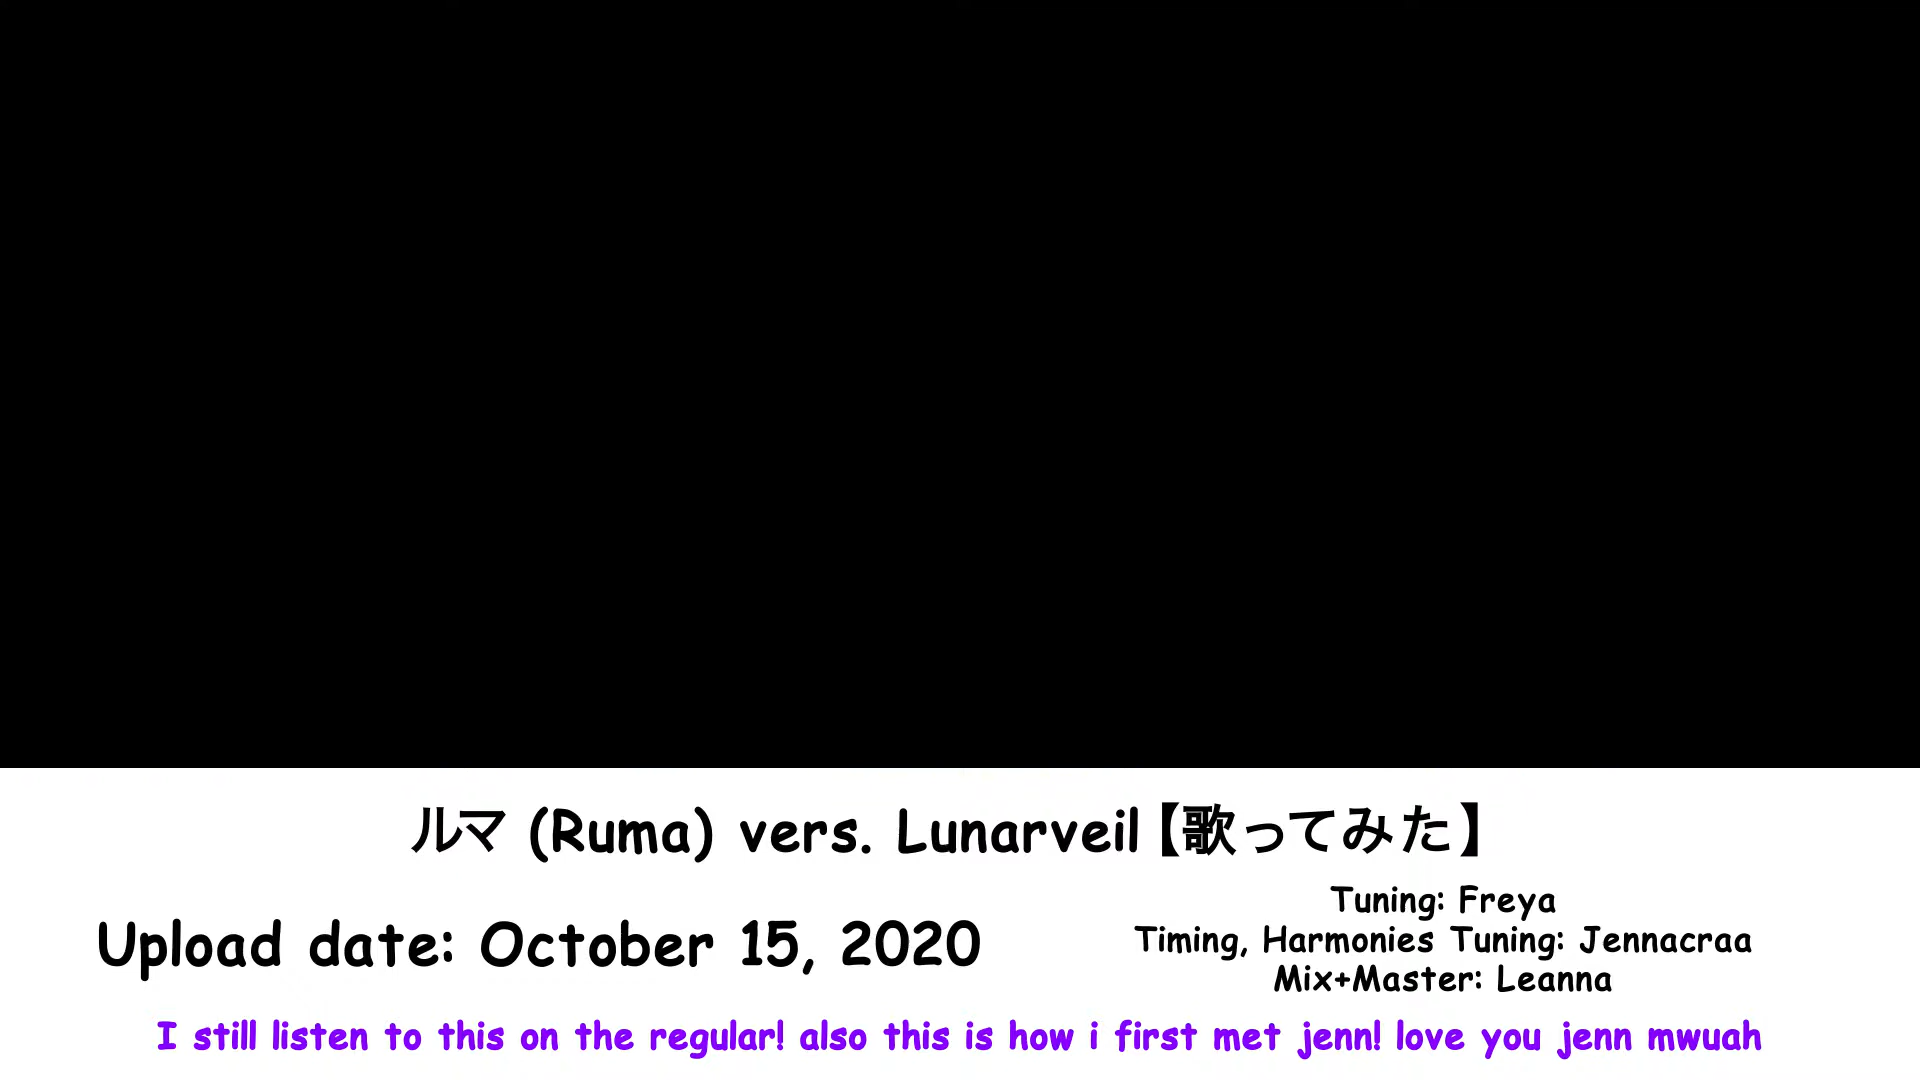 ルマ (Ruma) vers. Lunarveil【歌ってみた】
Upload date: October 15, 2020
Tuning: Freya
Timing, Harmonies Tuning: Jennacraa
Mix+Master: Leanna
I still listen to this on the regular! also this is how i first met jenn! love you jenn mwuah